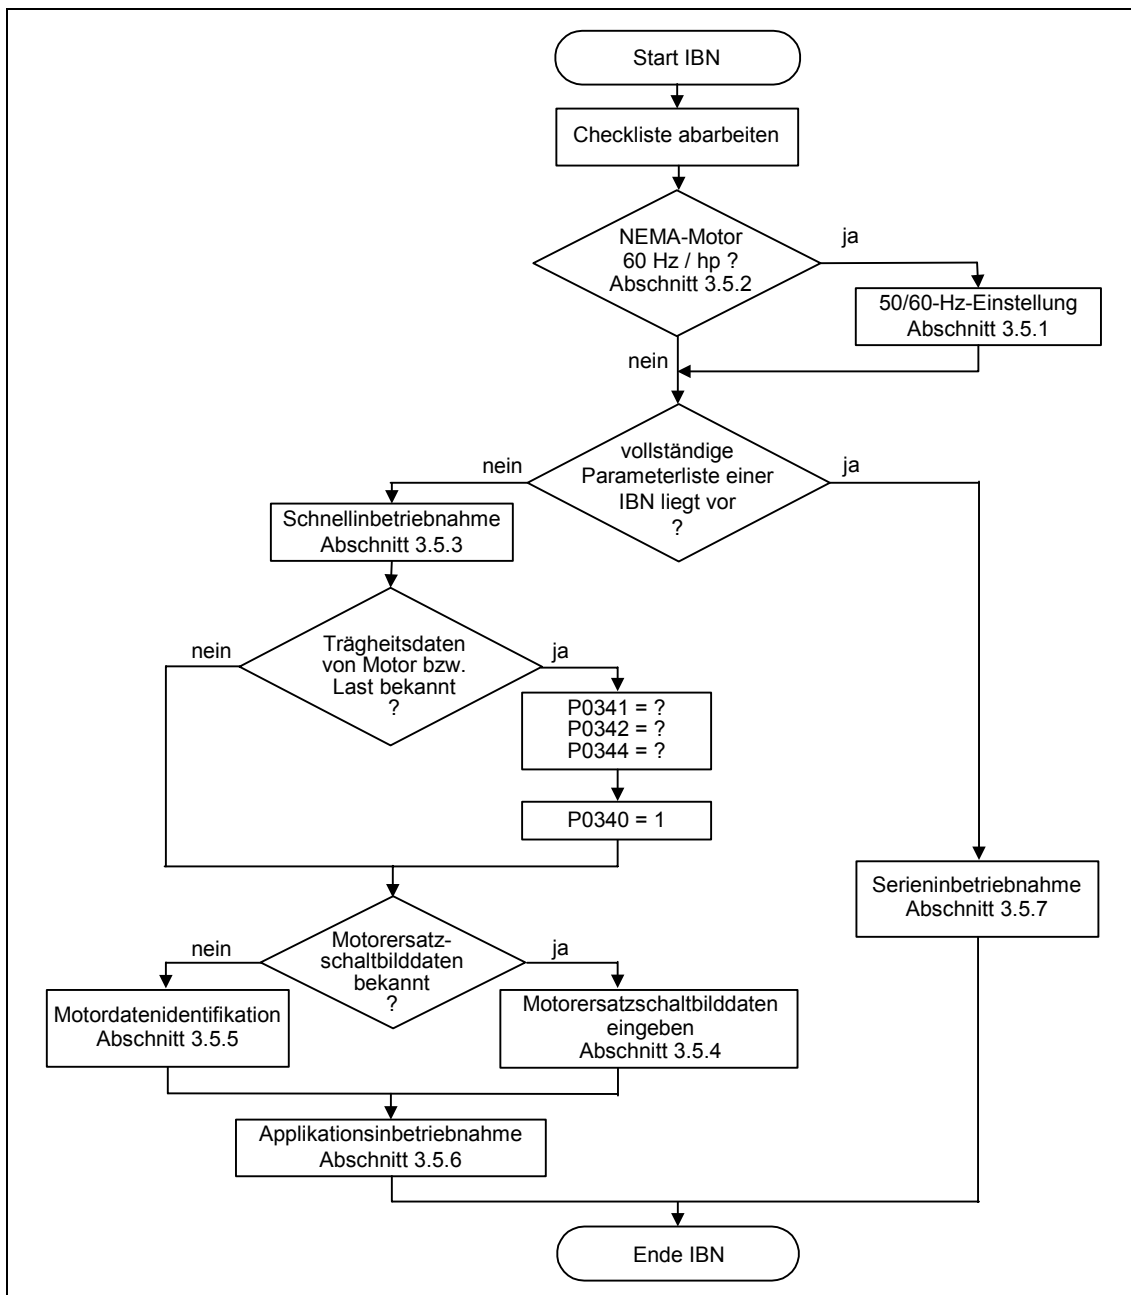 Start IBN
Checkliste abarbeiten
NEMA-Motor
60 Hz / hp ?
Abschnitt 3.5.2
ja
50/60-Hz-Einstellung
Abschnitt 3.5.1
nein
vollständige
Parameterliste einer
IBN liegt vor
?
nein
ja
Schnellinbetriebnahme
Abschnitt 3.5.3
Trägheitsdaten
von Motor bzw.
Last bekannt
?
nein
ja
P0341 = ?
P0342 = ?
P0344 = ?
P0340 = 1
Serieninbetriebnahme
Abschnitt 3.5.7
Motorersatz-
schaltbilddaten
bekannt
?
nein
ja
Motordatenidentifikation
Abschnitt 3.5.5
Motorersatzschaltbilddaten
eingeben
Abschnitt 3.5.4
Applikationsinbetriebnahme
Abschnitt 3.5.6
Ende IBN